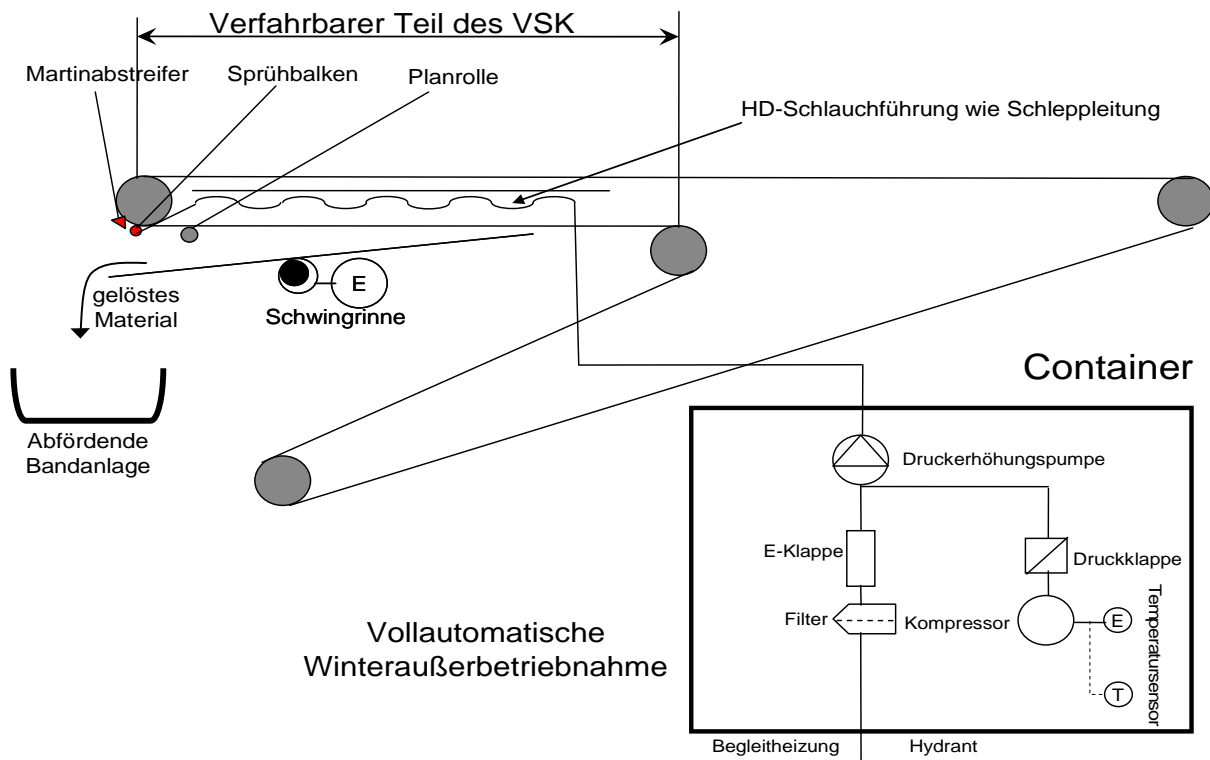 Verfahrbarer Teil des VSK
Martinabstreifer
Sprühbalken
Planrolle
HD-Schlauchführung wie Schleppleitung
gelöstes
Material
E
Schwingrinne
Abfördende
Bandanlage
Container
Druckerhöhungspumpe
E-Klappe
Druckklappe
Filter
Kompressor
E
T
Temperatursensor
Vollautomatische
Winteraußerbetriebnahme
Begleitheizung
Hydrant